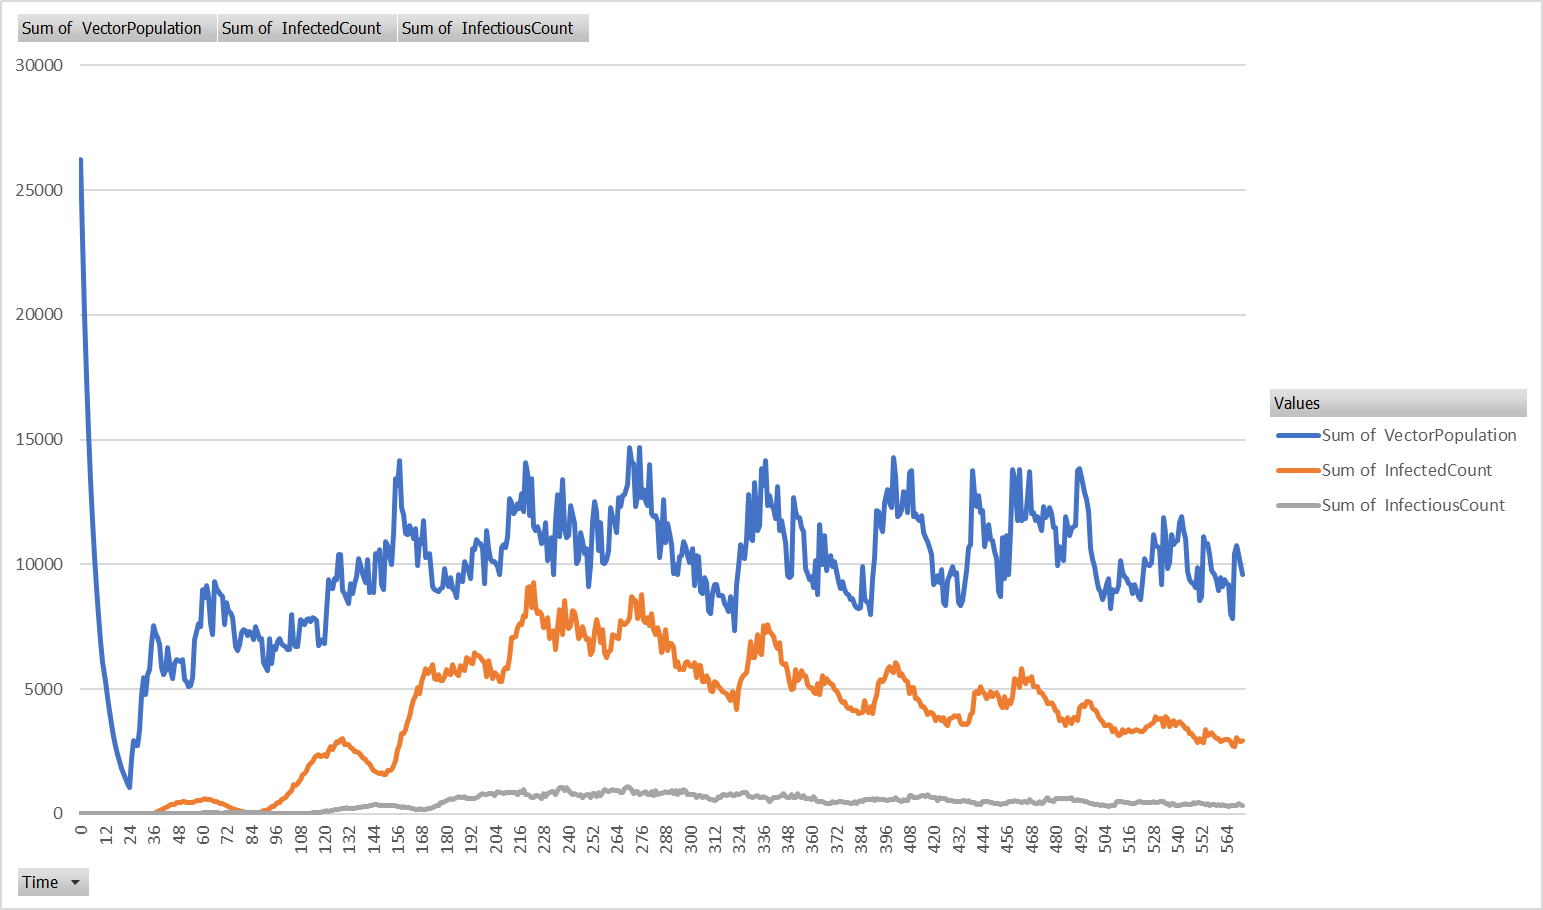 Sum of VectorPopulation Sum of InfectedCount Sum of InfectiousCount
30000
25000
20000
15000
10000
5000
0
0 12 24 36 48 60 72 84 96 108 120 132 144 156 168 180 192 204 216 228 240 252 264 276 288 300 312 324 336 348 360 372 384 396 408 420 432 444 456 468 480 492 504 516 528 540 552 564
Values
Sum of VectorPopulation
Sum of InfectedCount
Sum of InfectiousCount
Time